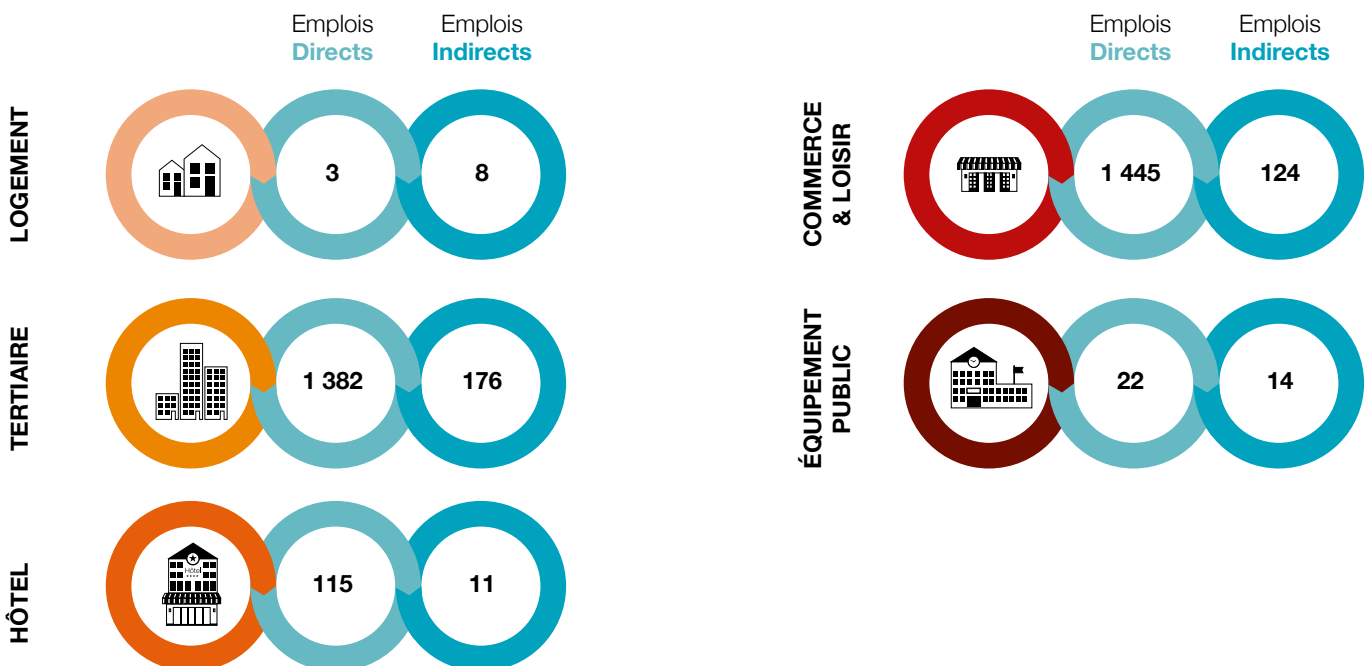 Emplois
Directs
Emplois
Indirects
LOGEMENT
3
8
TERTIAIRE
1 382
176
HÔTEL
Hôtel
115
11
Emplois
Directs
Emplois
Indirects
COMMERCE
& LOISIR
1 445
124
ÉQUIPEMENT
PUBLIC
22
14